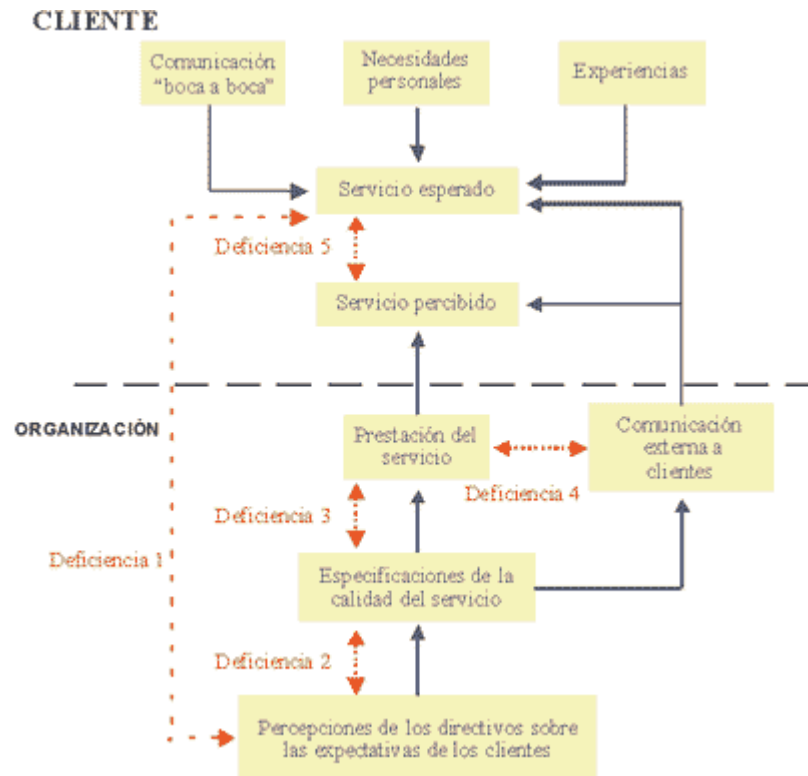 CLIENTE
Comunicación
“boca a boca”
Necesidades
personales
Experiencias
Servicio esperado
Deficiencia 5
Servicio percibido
ORGANIZACIÓN
Prestación del
servicio
Comunicación
externa a
clientes
Deficiencia 4
Deficiencia 3
Deficiencia 1
Especificaciones de la
calidad del servicio
Deficiencia 2
Percepciones de los directivos sobre
las expectativas de los clientes